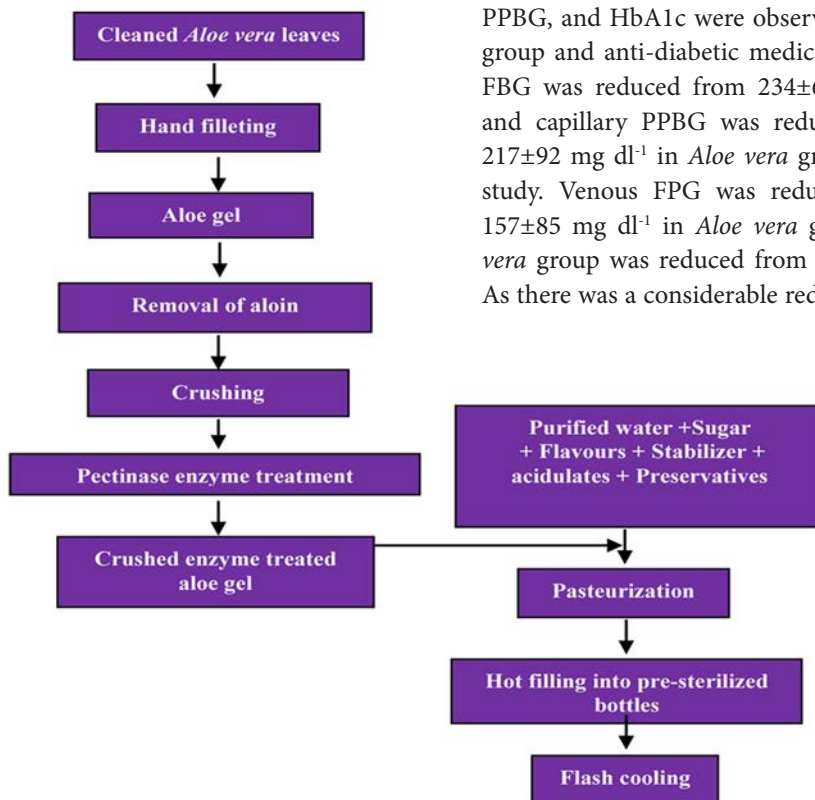 PPBG, and HbA1c were observ
group and anti-diabetic medic
FBG was reduced from 234±6
and capillary PPBG was redu
217±92 mg dl-1 in Aloe vera gr
study. Venous FPG was redu
157±85 mg dl-1 in Aloe vera g
vera group was reduced from
As there was a considerable red
Cleaned Aloe vera leaves
Hand filleting
Aloe gel
Removal of aloin
Crushing
Pectinase enzyme treatment
Crushed enzyme treated
aloe gel
Purified water +Sugar
+ Flavours + Stabilizer +
acidulates + Preservatives
Pasteurization
Hot filling into pre-sterilized
bottles
Flash cooling